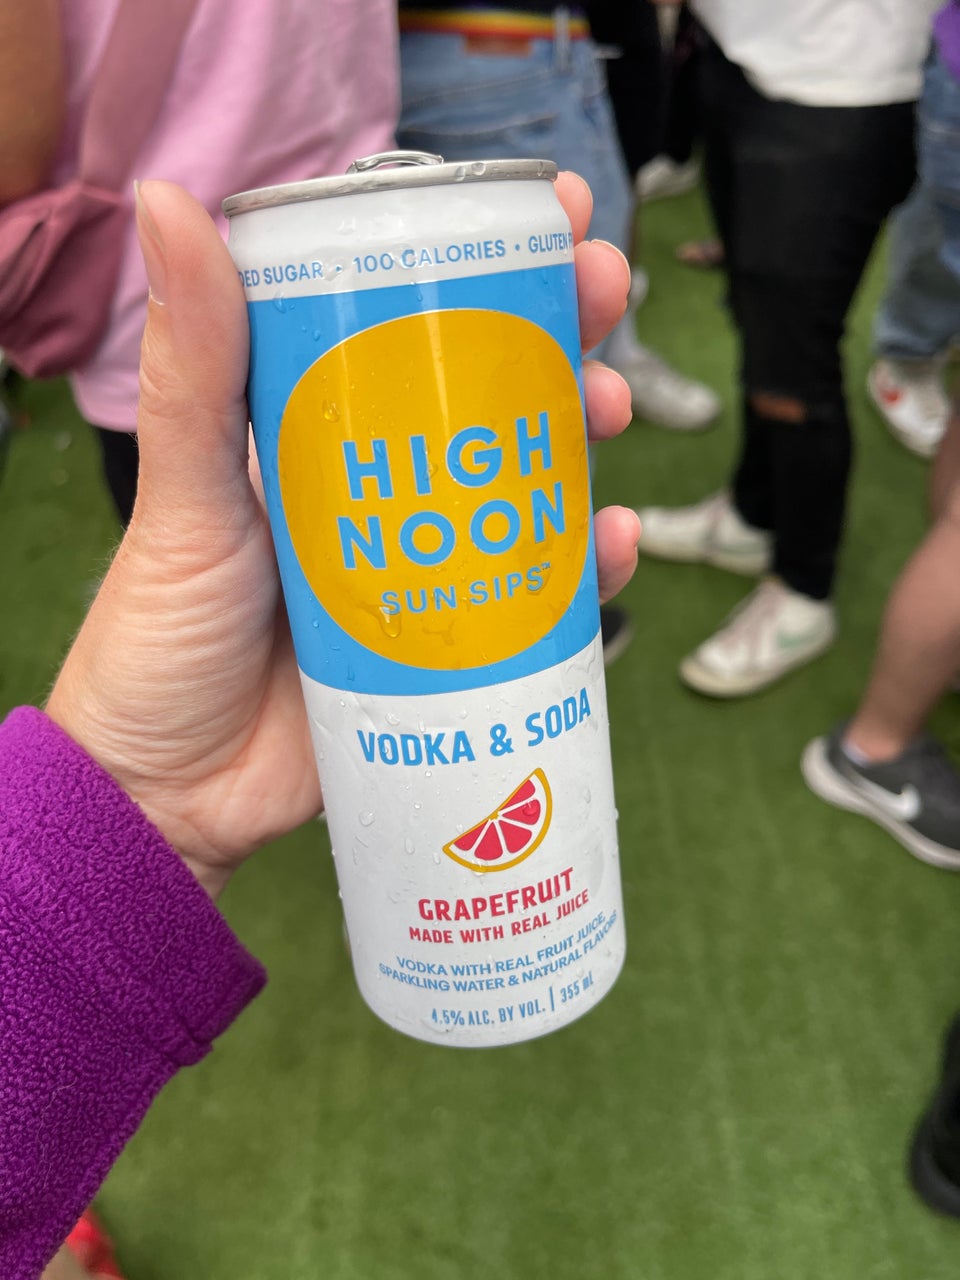 DED SUGAR • 100 CALORIES • GLUTEN F
HIGH
NOON
SUN SIPS™
VODKA & SODA
GRAPEFRUIT
MADE WITH REAL JUICE
VODKA WITH REAL FRUIT JUICE,
SPARKLING WATER & NATURAL FLAVORS
4.5% ALC. BY VOL. | 355 mL